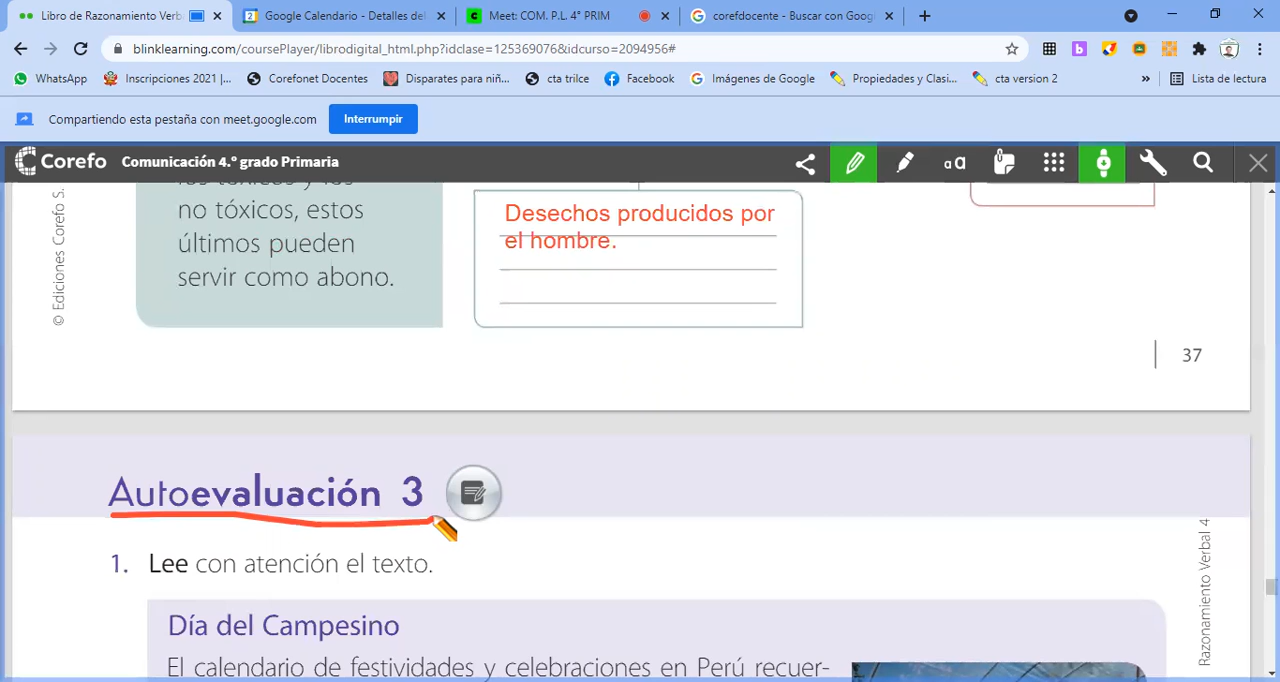 Libro de Razonamiento Verba
Google Calendario - Detalles del
Meet: COM. P.L. 4° PRIM
corefdocente - Buscar con Goog
blinklearning.com/coursePlayer/librodigital_html.php?idclase=125369076&idcurso=2094956#
WhatsApp
Inscripciones 2021 |...
Corefonet Docentes
Disparates para niñ...
cta trilce
Facebook
Imágenes de Google
Propiedades y Clasi...
cta version 2
»
Lista de lectura
Compartiendo esta pestaña con meet.google.com
Interrumpir
Corefo
Comunicación 4.° grado Primaria
a a
los tóxicos y los
no tóxicos, estos
últimos pueden
servir como abono.
Desechos producidos por
el hombre.
© Ediciones Corefo S.
37
Autoevaluación 3
1. Lee con atención el texto.
Día del Campesino
El calendario de festividades y celebraciones en Perú recuer-
Razonamiento Verbal 4